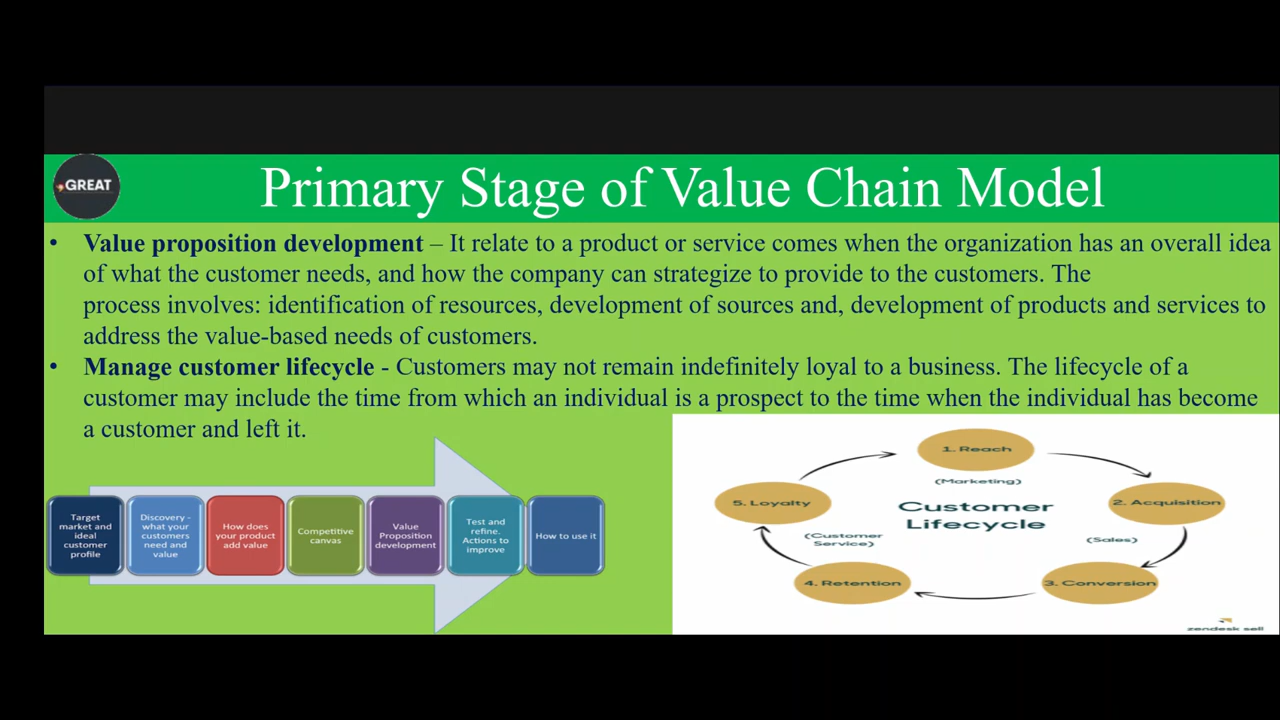 GREAT
Primary Stage of Value Chain Model
• Value proposition development – It relate to a product or service comes when the organization has an overall idea
of what the customer needs, and how the company can strategize to provide to the customers. The
process involves: identification of resources, development of sources and, development of products and services to
address the value-based needs of customers.
• Manage customer lifecycle - Customers may not remain indefinitely loyal to a business. The lifecycle of a
customer may include the time from which an individual is a prospect to the time when the individual has become
a customer and left it.
Target
market and
ideal
customer
profile
Discovery -
what your
customers
need and
value
How does
your product
add value
Competitive
canvas
Value
Proposition
development
Test and
refine.
Actions to
improve
How to use it
1. Reach
(Marketing)
2. Acquisition
(Sales)
3. Conversion
4. Retention
(Customer
Service)
5. Loyalty
Customer
Lifecycle
zendesk sell